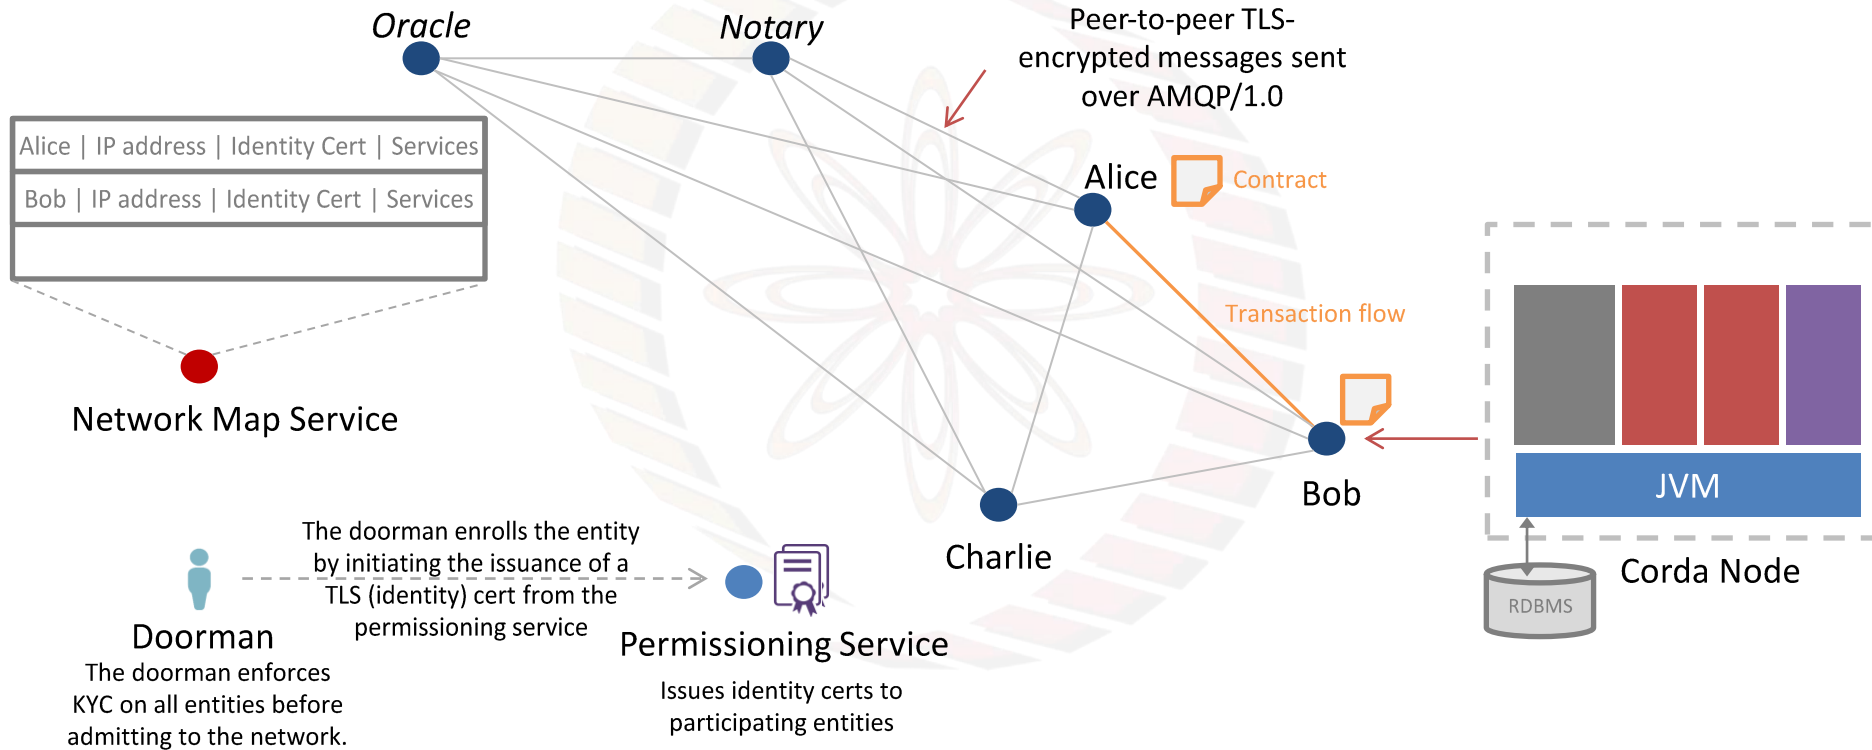 Oracle
Notary
Peer-to-peer TLS-
encrypted messages sent
over AMQP/1.0
Alice | IP address | Identity Cert | Services
Bob | IP address | Identity Cert | Services
Alice
Contract
Transaction flow
Network Map Service
Bob
JVM
Charlie
Corda Node
RDBMS
The doorman enrolls the entity
by initiating the issuance of a
TLS (identity) cert from the
permissioning service
Doorman
The doorman enforces
KYC on all entities before
admitting to the network.
Permissioning Service
Issues identity certs to
participating entities